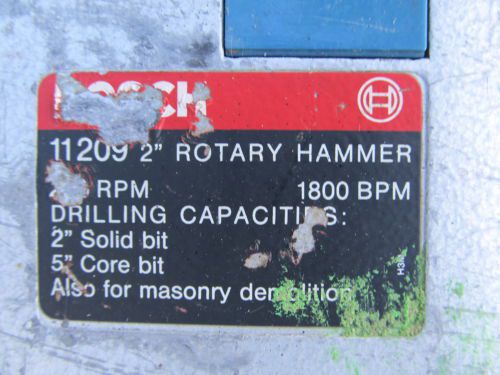 BOSCH
11209 2" ROTARY HAMMER
RPM 1800 BPM
DRILLING CAPACITIES:
2" Solid bit
5" Core bit
Also for masonry demolition